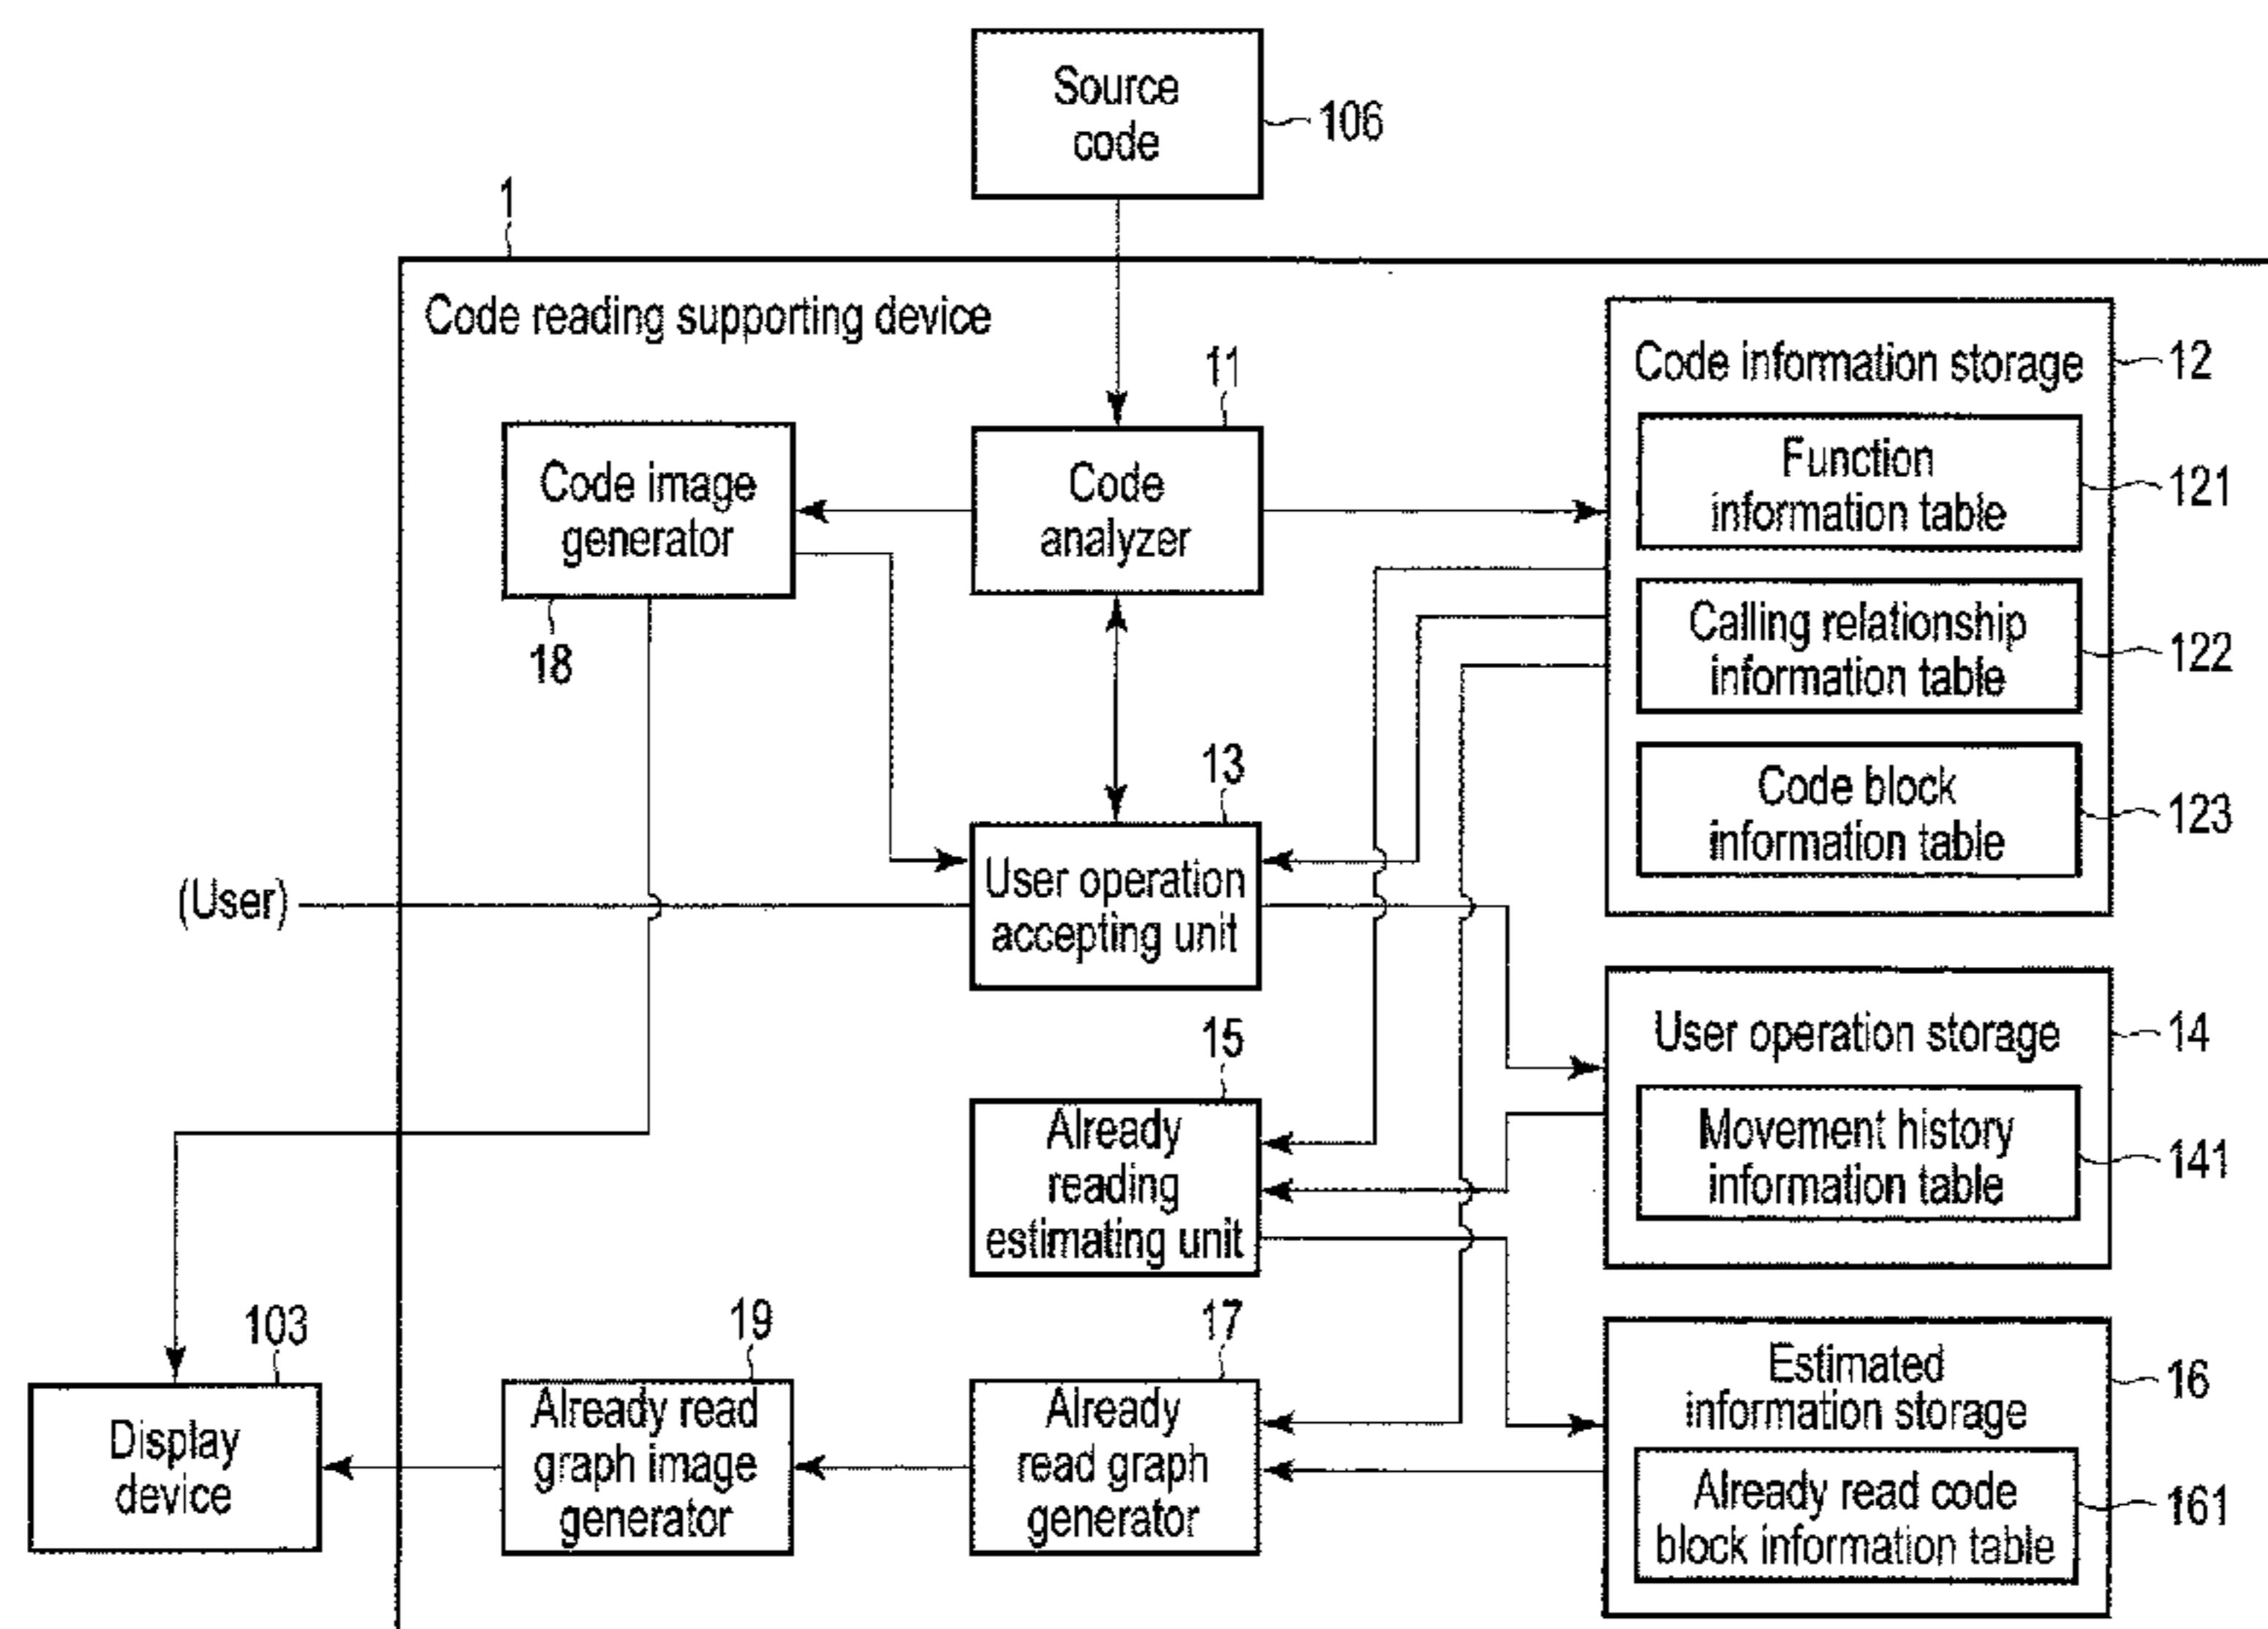 Source
code
106
1
Code reading supporting device
11
Code image
generator
18
Code
analyzer
Code information storage
12
Function
information table
121
Calling relationship
information table
122
Code block
information table
123
13
(User)
User operation
accepting unit
User operation storage
14
Movement history
information table
141
15
Already
reading
estimating unit
103
Display
device
19
Already read
graph image
generator
17
Already
read graph
generator
Estimated
information storage
16
Already read code
block information table
161